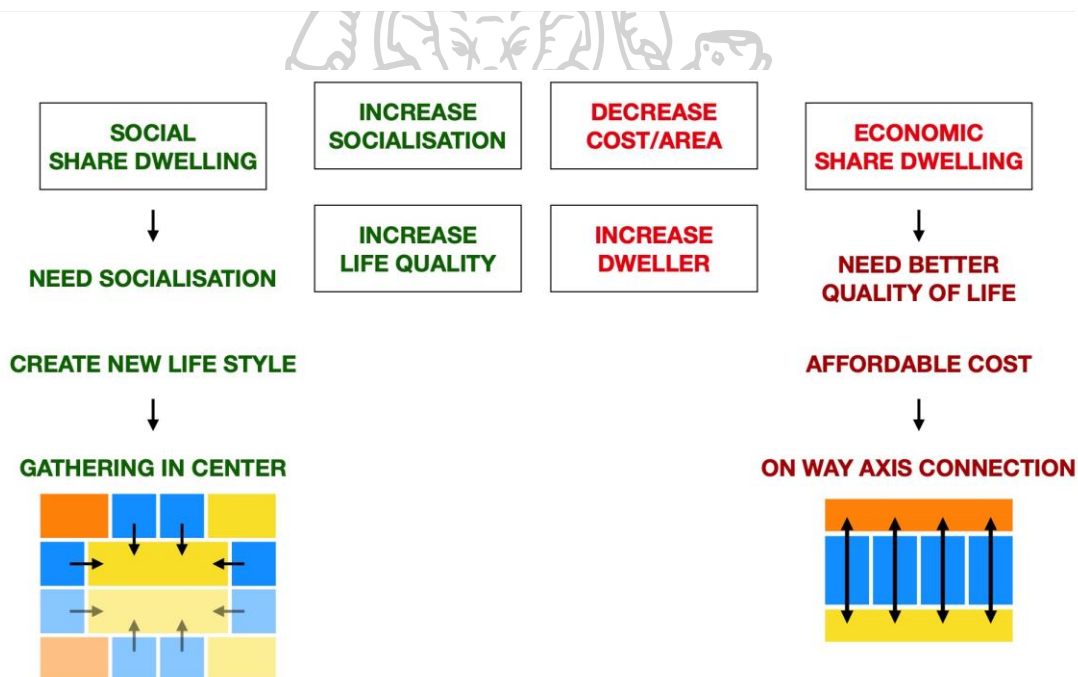 SOCIAL
SHARE DWELLING
NEED SOCIALISATION
CREATE NEW LIFE STYLE
GATHERING IN CENTER
INCREASE
SOCIALISATION
INCREASE
LIFE QUALITY
DECREASE
COST/AREA
INCREASE
DWELLER
ECONOMIC
SHARE DWELLING
NEED BETTER
QUALITY OF LIFE
AFFORDABLE COST
ON WAY AXIS CONNECTION